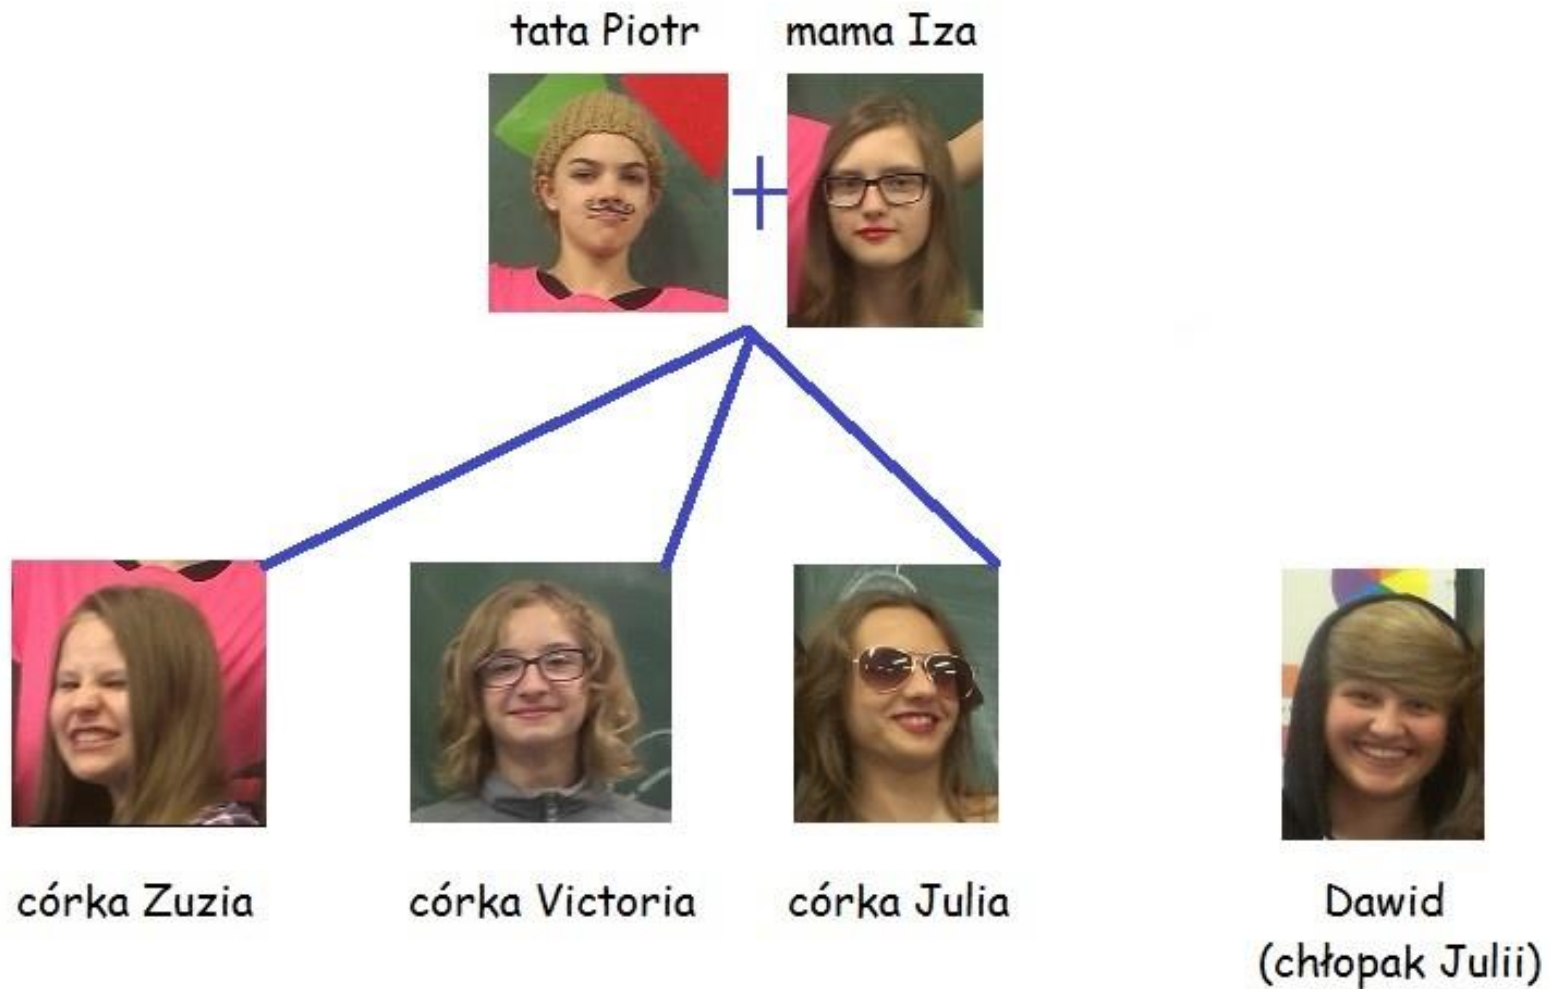 tata Piotr
mama Iza
córka Zuzia
córka Victoria
córka Julia
Dawid
(chłopak Julii)